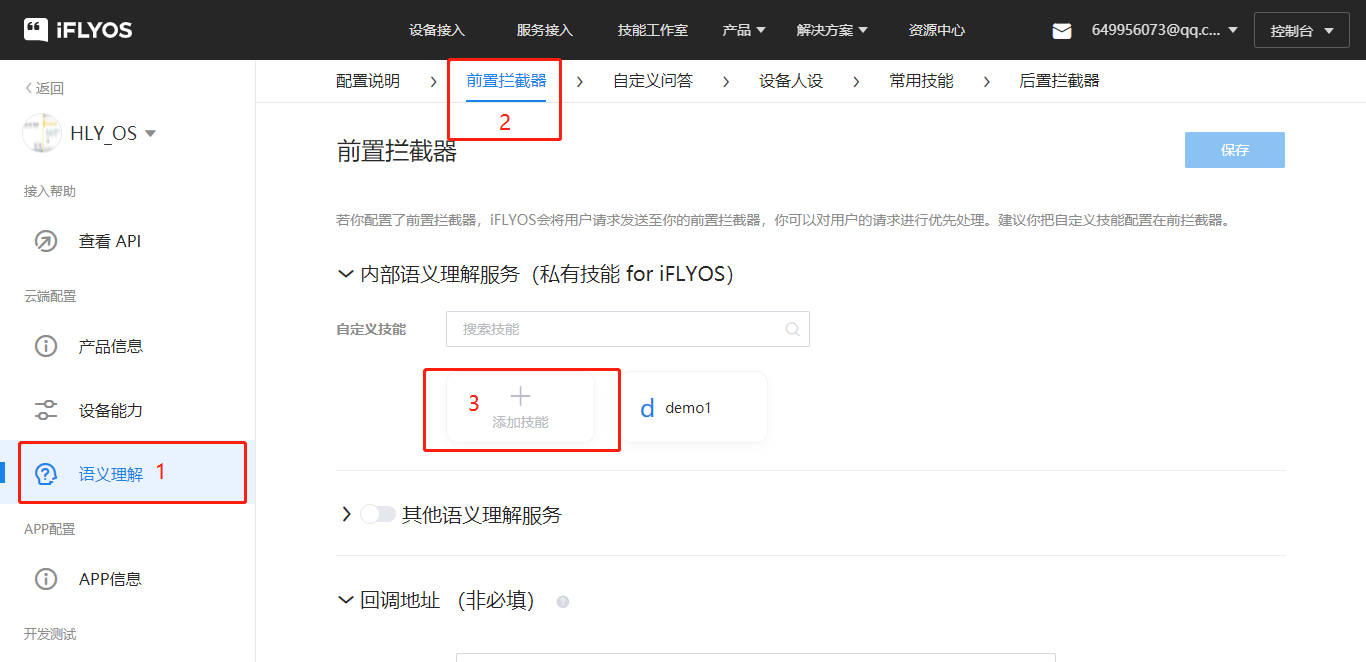 iFLYOS 设备接入 服务接入 技能工作室 产品 解决方案 资源中心 649956073@qq.c... 控制台
返回
HLY_OS
接入帮助
查看 API
云端配置
产品信息
设备能力
语义理解 1
APP配置
APP信息
开发测试
配置说明 > 前置拦截器 > 自定义问答 > 设备人设 > 常用技能 > 后置拦截器
2
前置拦截器
保存
若你配置了前置拦截器，iFLYOS会将用户请求发送至你的前置拦截器，你可以对用户的请求进行优先处理。建议你把自定义技能配置在前拦截器。
内部语义理解服务（私有技能 for iFLYOS）
自定义技能 搜索技能
3
添加技能
d demo1
其他语义理解服务
回调地址 （非必填） ?